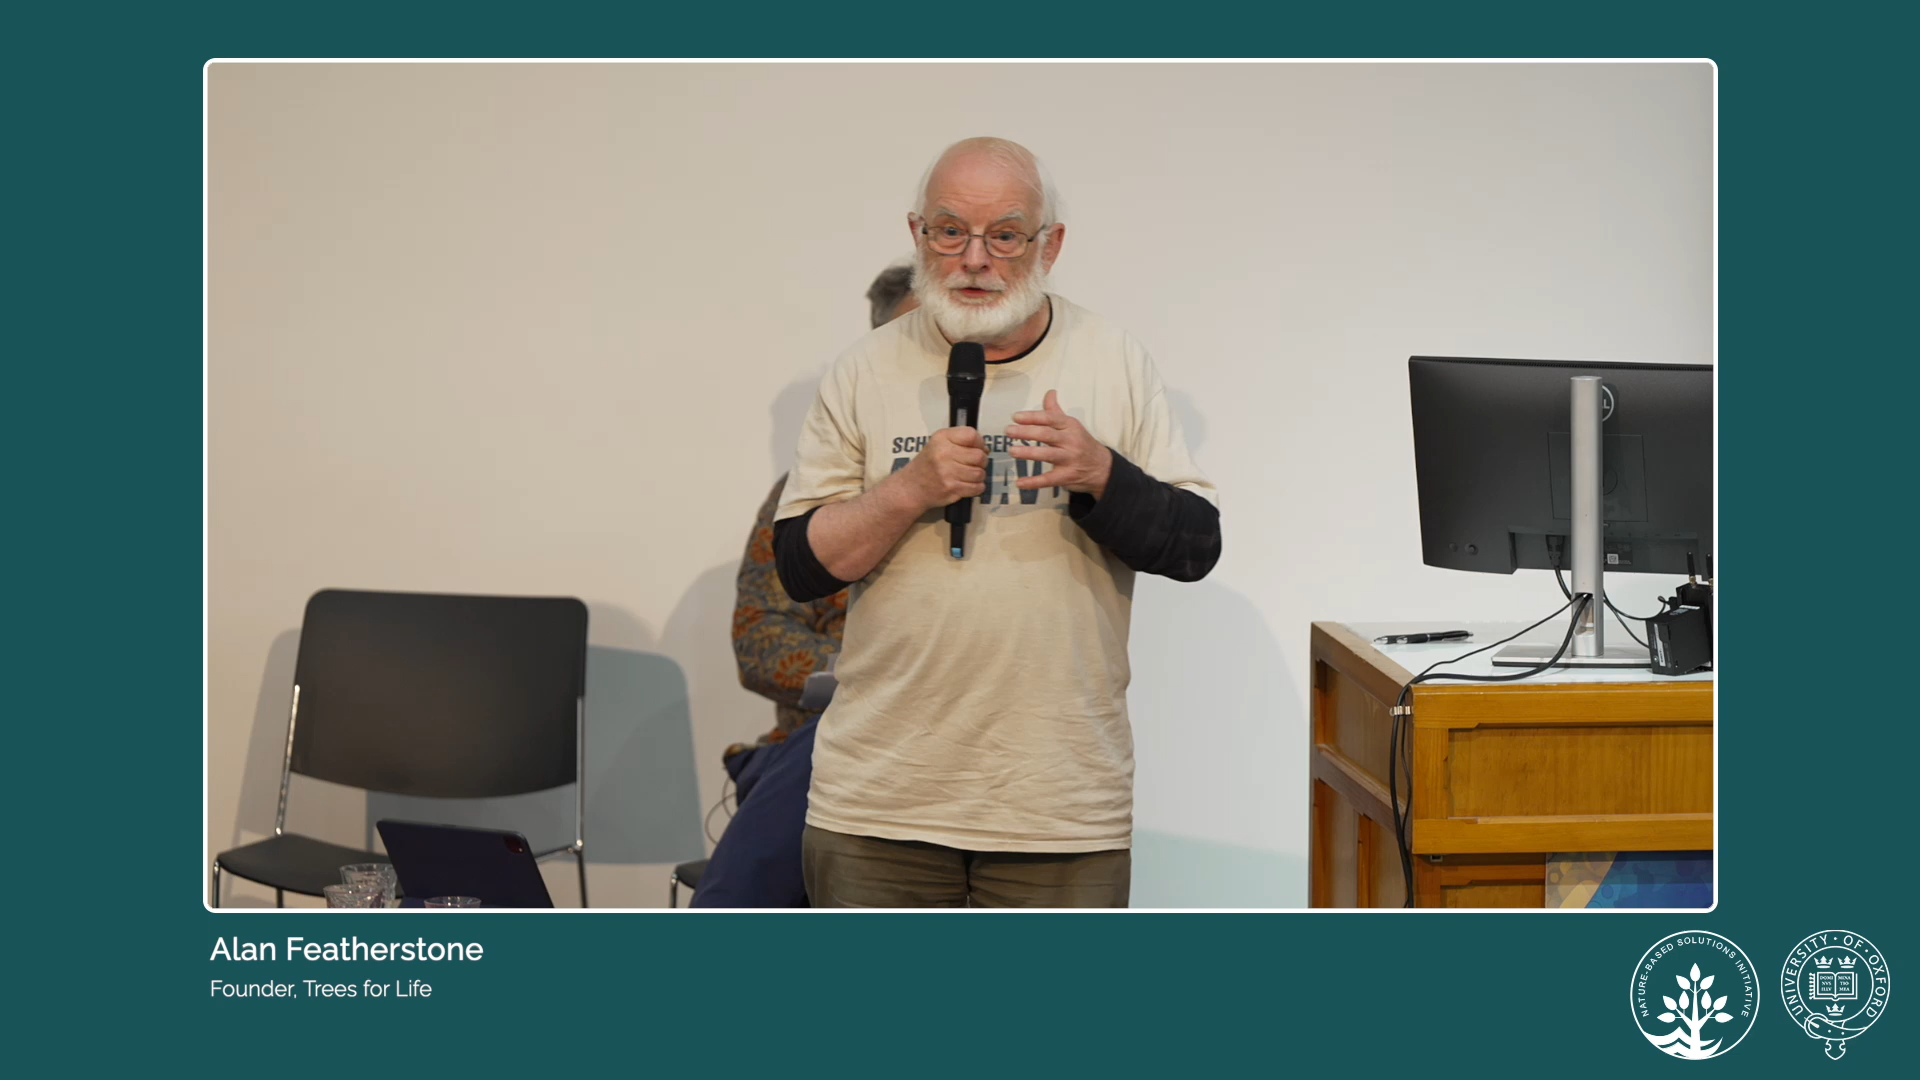 Alan Featherstone
Founder, Trees for Life
NATURE-BASED SOLUTIONS INITIATIVE
UNIVERSITY · OF · OXFORD